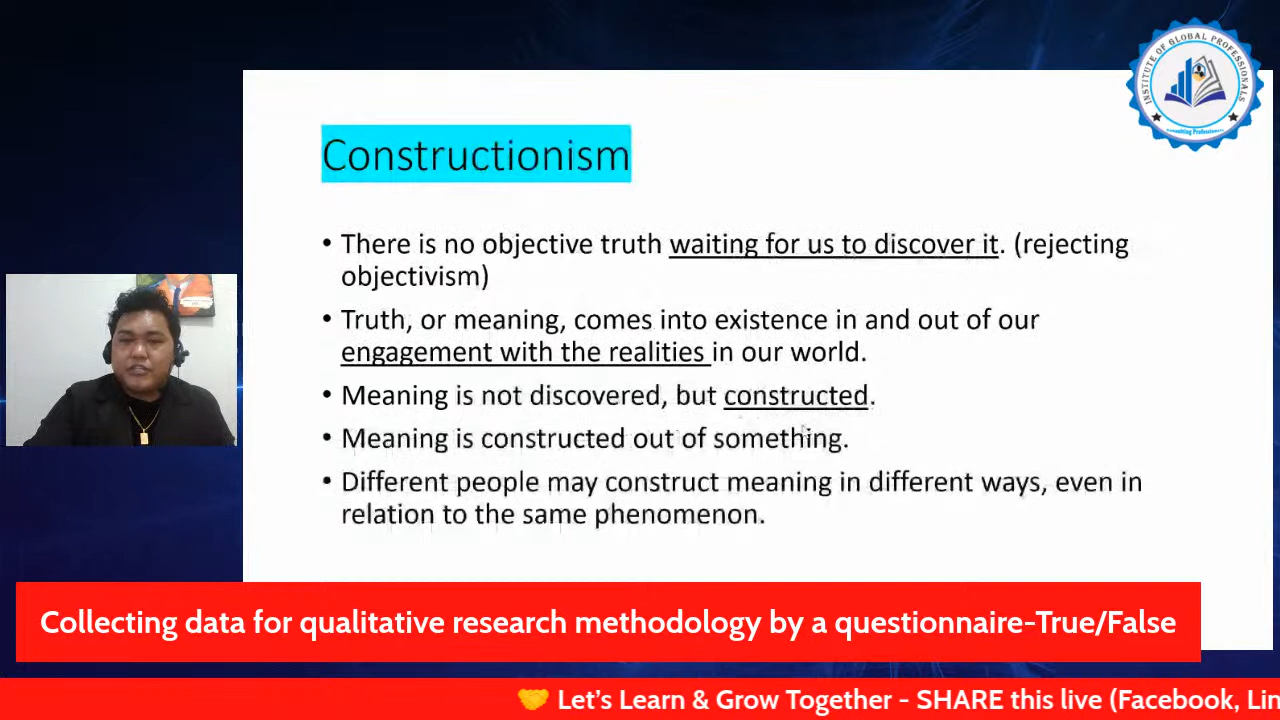 INSTITUTE OF GLOBAL PROFESSIONALS
Consulting Professionals
Constructionism
• There is no objective truth waiting for us to discover it. (rejecting
objectivism)
• Truth, or meaning, comes into existence in and out of our
engagement with the realities in our world.
• Meaning is not discovered, but constructed.
• Meaning is constructed out of something.
• Different people may construct meaning in different ways, even in
relation to the same phenomenon.
Collecting data for qualitative research methodology by a questionnaire-True/False
🤝 Let's Learn & Grow Together - SHARE this live (Facebook, Lin